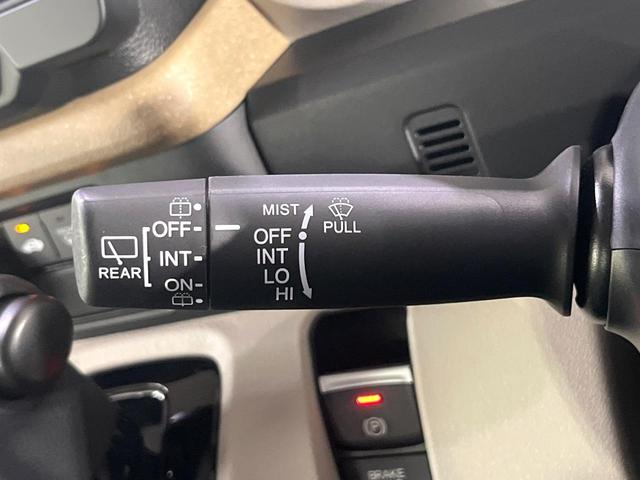 MIST
OFF
INT
LO
HI
PULL
OFF
INT
ON
REAR
P
BRAKE